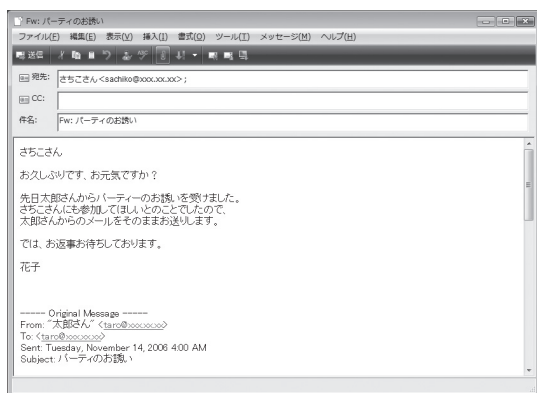 Fw: パーティのお誘い
ファイル(F) 編集(E) 表示(V) 挿入(I) 書式(O) ツール(T) メッセージ(M) ヘルプ(H)
送信
宛先: さちこさん<sachiko@xxx.xx.xx>;
CC:
件名: Fw: パーティのお誘い
さちこさん
お久しぶりです、お元気ですか？
先日太郎さんからパーティーのお誘いを受けました。
さちこさんにも参加してほしいとのことでしたので、
太郎さんからのメールをそのままお送りします。
では、お返事お待ちしております。
花子
----- Original Message -----
From: "太郎さん" <taro@xxx.xx.xx>
To: <taro@xxx.xx.xx>
Sent: Tuesday, November 14, 2006 4:00 AM
Subject: パーティのお誘い